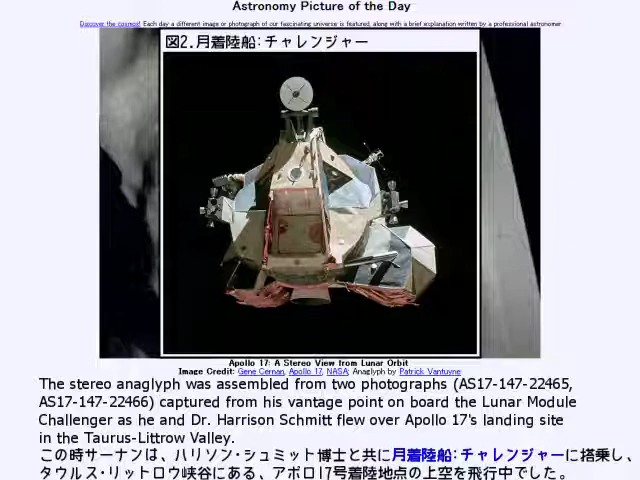 Astronomy Picture of the Day
Discover the cosmos! Each day a different image or photograph of our fascinating universe is featured, along with a brief explanation written by a professional astronomer.
図2.月着陸船:チャレンジャー
Apollo 17: A Stereo View from Lunar Orbit
Image Credit: Gene Cernan, Apollo 17, NASA; Anaglyph by Patrick Vantuyne
The stereo anaglyph was assembled from two photographs (AS17-147-22465,
AS17-147-22466) captured from his vantage point on board the Lunar Module
Challenger as he and Dr. Harrison Schmitt flew over Apollo 17's landing site
in the Taurus-Littrow Valley.
この時サーナンは、ハリソン・シュミット博士と共に月着陸船:チャレンジャーに搭乗し、
タウルス・リットロウ峡谷にある、アポロ17号着陸地点の上空を飛行中でした。